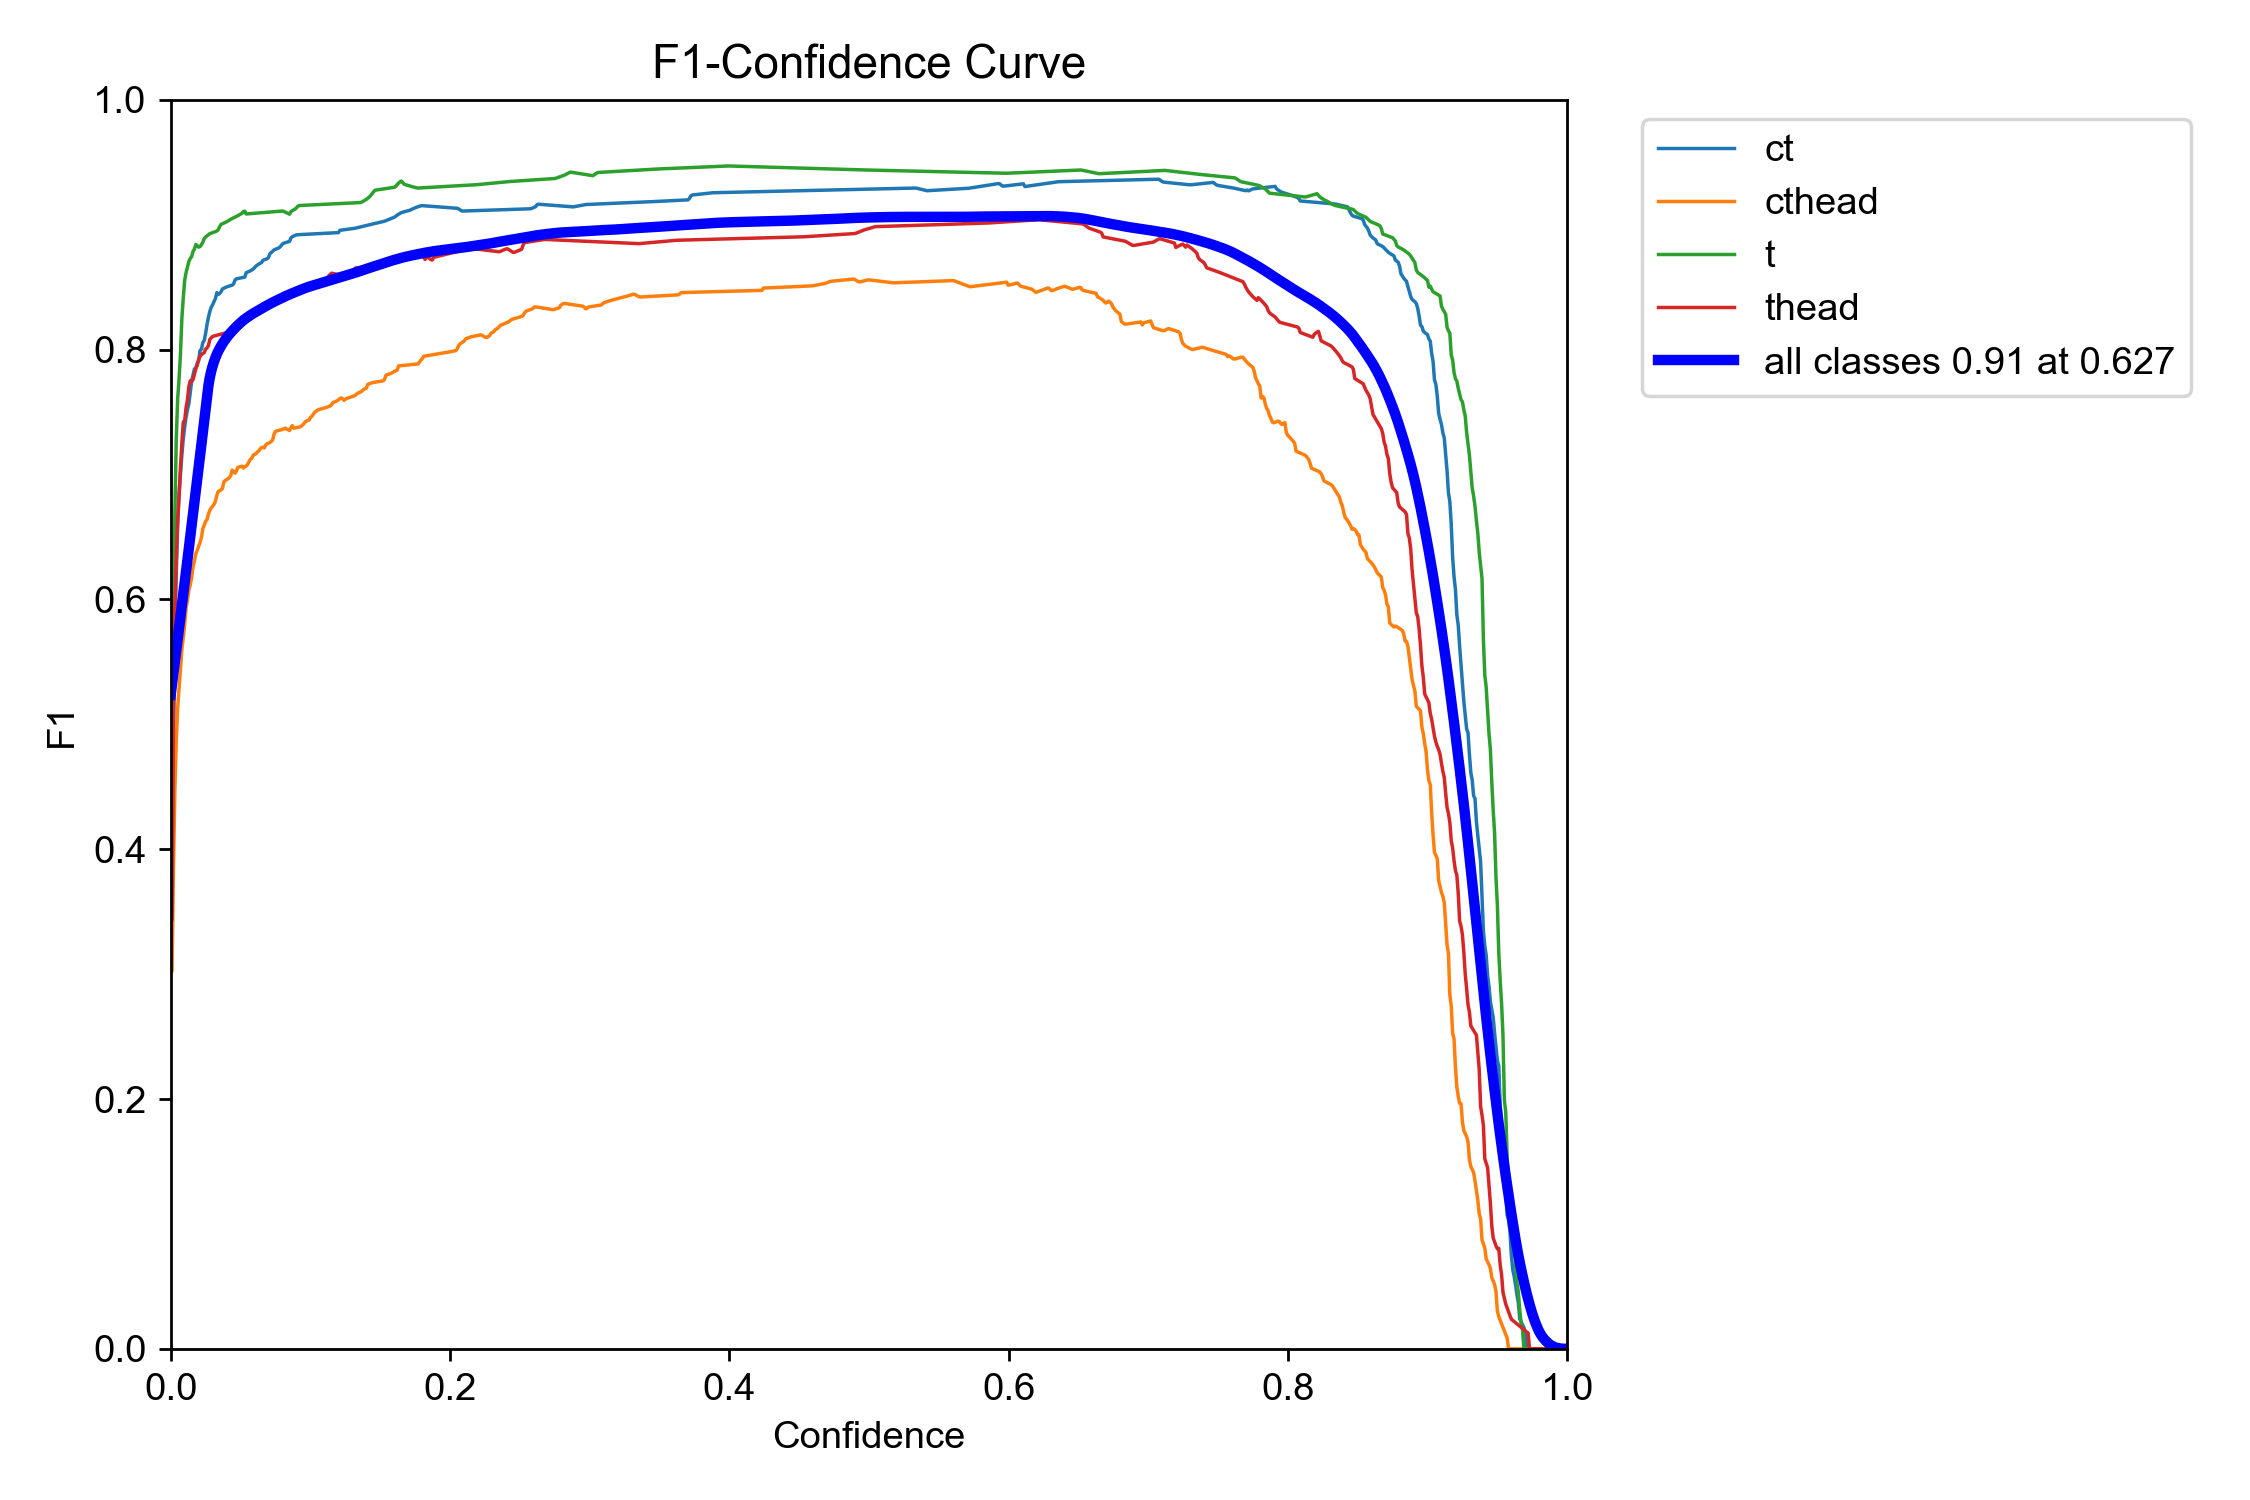 F1-Confidence Curve
1.0
0.8
0.6
0.4
0.2
0.0
F1
0.0 0.2 0.4 0.6 0.8 1.0
Confidence
ct
cthead
t
thead
all classes 0.91 at 0.627